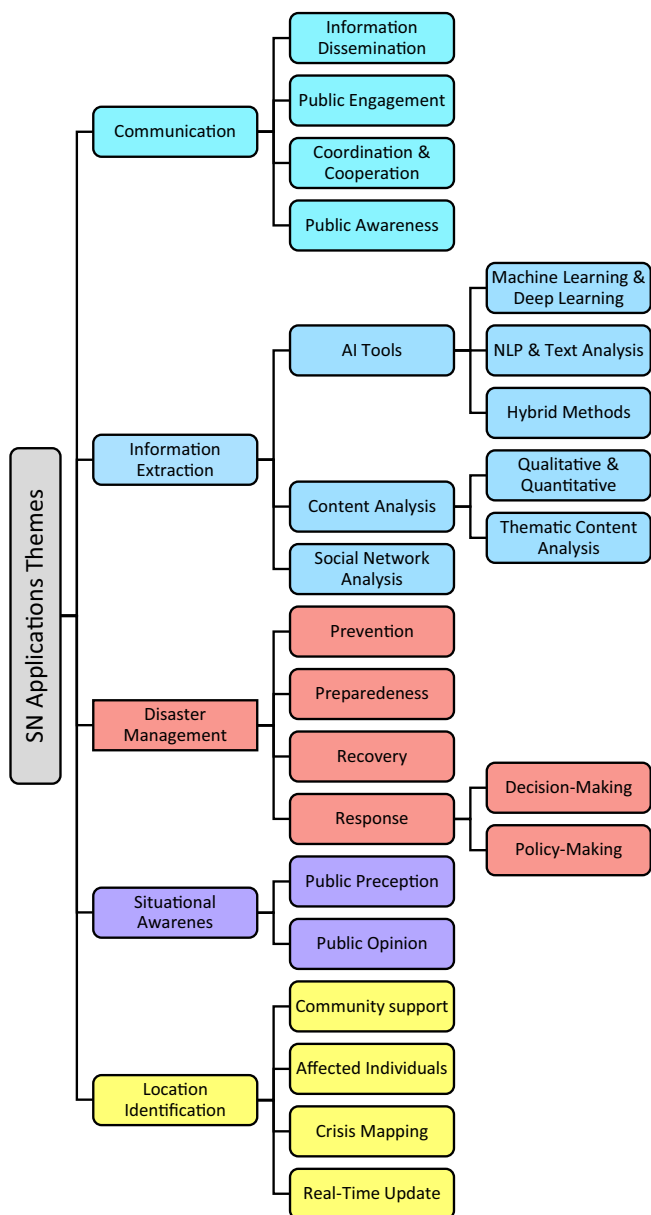 SN Applications Themes
Communication
Information
Dissemination
Public Engagement
Coordination &
Cooperation
Public Awareness
Information
Extraction
AI Tools
Machine Learning &
Deep Learning
NLP & Text Analysis
Hybrid Methods
Content Analysis
Qualitative &
Quantitative
Thematic Content
Analysis
Social Network
Analysis
Disaster
Management
Prevention
Preparedeness
Recovery
Response
Decision-Making
Policy-Making
Situational
Awarenes
Public Preception
Public Opinion
Location
Identification
Community support
Affected Individuals
Crisis Mapping
Real-Time Update